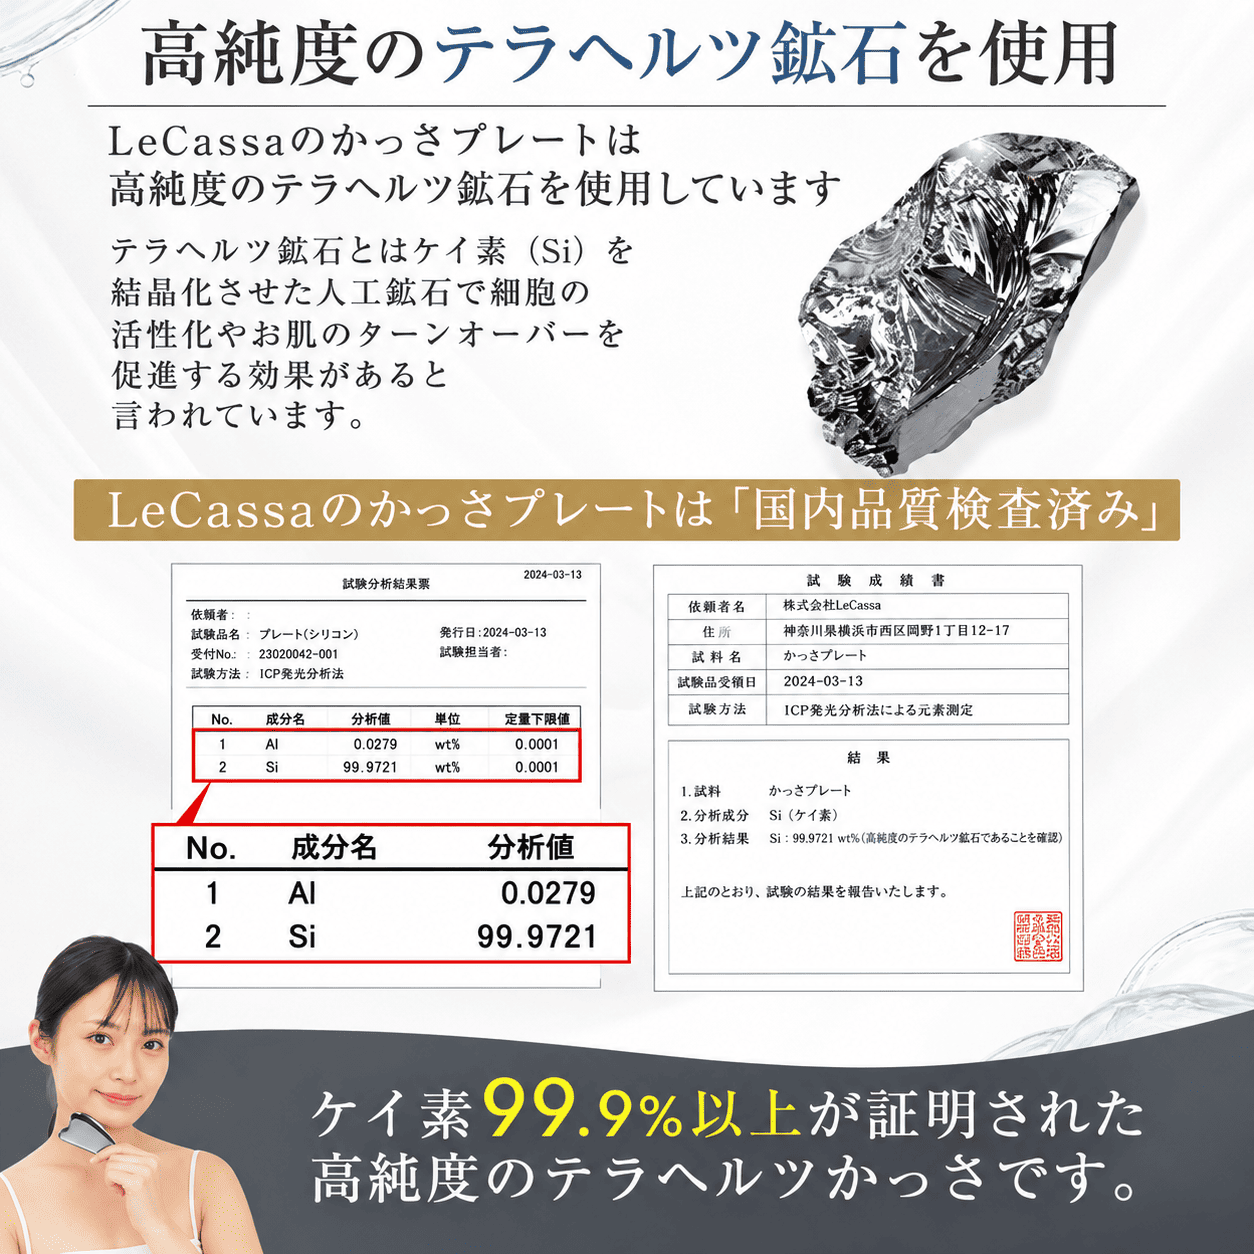 高純度のテラヘルツ鉱石を使用
LeCassaのかっさプレートは
高純度のテラヘルツ鉱石を使用しています
テラヘルツ鉱石とはケイ素（Si）を
結晶化させた人工鉱石で細胞の
活性化やお肌のターンオーバーを
促進する効果があると
言われています。
LeCassaのかっさプレートは「国内品質検査済み」
2024-03-13
試験分析結果票
依頼者： :
試験品名： プレート(シリコン)
発行日:2024-03-13
受付No.: : 23020042-001
試験担当者:
試験方法： ICP発光分析法
No. 成分名 分析値 単位 定量下限値
1 Al 0.0279 wt% 0.0001
2 Si 99.9721 wt% 0.0001
No. 成分名 分析値
1 Al 0.0279
2 Si 99.9721
試験成績書
依頼者名 株式会社LeCassa
住所 神奈川果横浜市西区岡野1丁目12-17
試料名 かっさプレート
試験品受領日 2024-03-13
試験方法 ICP発光分析法による元素測定
結果
1.試料 かっさプレート
2.分析成分 Si（ケイ素）
3.分析結果 Si：99.9721 wt%（高純度のテラヘルツ鉱石であることを確認）
上記のとおり、試験の結果を報告いたします。
ケイ素99.9%以上が証明された
高純度のテラヘルツかっさです。